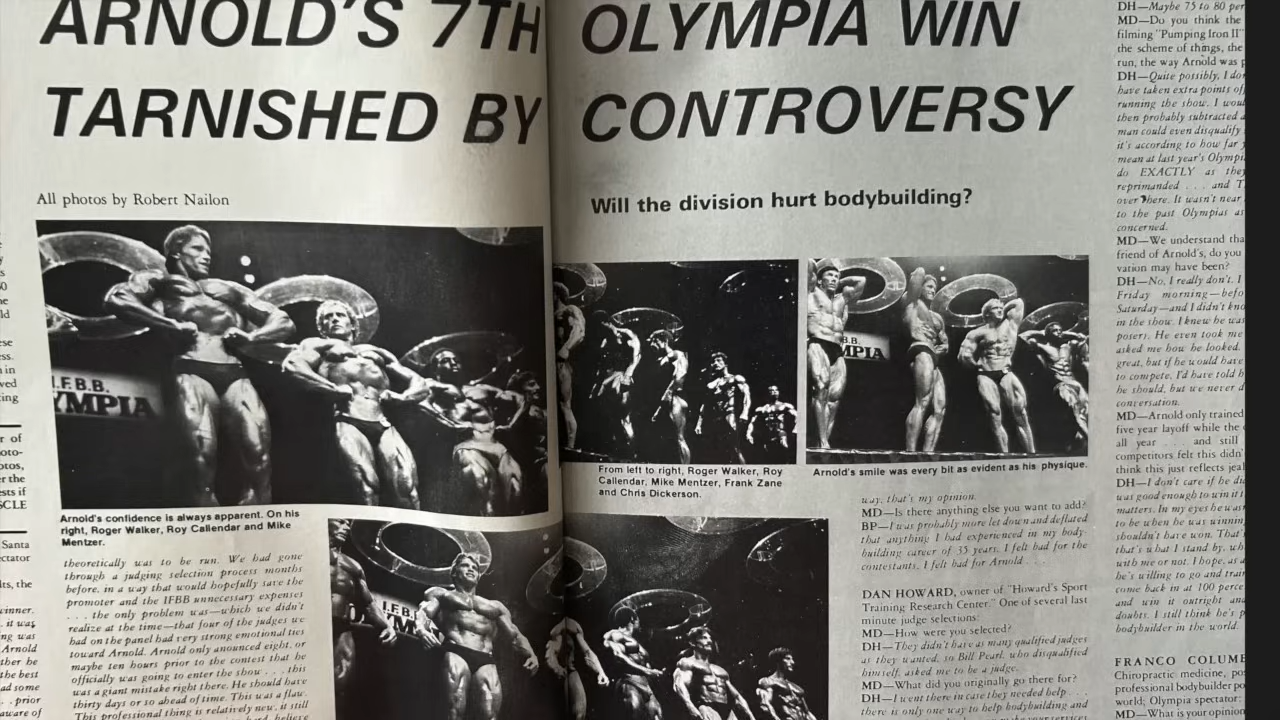 ARNOLD'S 7TH OLYMPIA WIN
TARNISHED BY CONTROVERSY
All photos by Robert Nailon
Will the division hurt bodybuilding?
I.F.B.B.
YMPIA
Arnold's confidence is always apparent. On his
right, Roger Walker, Roy Callendar and Mike
Mentzer.
theoretically was to be run. We had gone
through a judging selection process months
before, in a way that would hopefully save the
promoter and the IFBB unnecessary expenses
. . . the only problem was—which we didn't
realize at the time—that four of the judges we
had on the panel had very strong emotional ties
toward Arnold. Arnold only anounced eight, or
maybe ten hours prior to the contest that he
officially was going to enter the show . . . this
was a giant mistake right there. He should have
thirty days or so ahead of time. This was a flaw.
This professional thing is relatively new, it still
From left to right, Roger Walker, Roy
Callendar, Mike Mentzer, Frank Zane
and Chris Dickerson.
B.B.
MPIA
Arnold's smile was every bit as evident as his physique.
I.F.B.
way, that's my opinion.
MD—Is there anything else you want to add?
BP—I was probably more let down and deflated
that anything I had experienced in my body-
building career of 35 years. I felt bad for the
contestants. I felt bad for Arnold . . .
DAN HOWARD, owner of "Howard's Sport
Training Research Center." One of several last
minute judge selections:
MD—How were you selected?
DH—They didn't have as many qualified judges
as they wanted, so Bill Pearl, who disqualified
himself, asked me to be a judge.
MD—What did you originally go there for?
DH—I went there in case they needed help . . .
there is only one way to help bodybuilding and
DH—Maybe 75 to 80 per
MD—Do you think the
filming "Pumping Iron II"
the scheme of things, the
run, the way Arnold was
DH—Quite possibly, I do
have taken extra points of
running the show. I wou
then probably subtracted
man could even disqualify
it's according to how far
mean at last year's Olympi
do EXACTLY as they
reprimanded . . . and T
over there. It wasn't near
to the past Olympias as
concerned.
MD—We understand tha
friend of Arnold's, do you
vation may have been?
DH—No, I really don't. I
Friday morning—befo
Saturday—and I didn't kno
in the show. I knew he was
poser). He even took me
asked me how he looked.
great, but if he would have
to compete, I'd have told h
he should, but we never d
conversation.
MD—Arnold only trained
five year layoff while the
all year . . . and still
competitors felt this didn'
think this just reflects jeal
DH—I don't care if he du
was good enough to win it
matters. In my eyes he was
to be when he was winnin
shouldn't have won. That'
that's what I stand by, wh
with me or not. I hope, as a
he's willing to go and train
come back in at 100 perce
and win it outright an
doubts. I still think he's p
bodybuilder in the world.
FRANCO COLUME
Chiropractic medicine, po
professional bodybuilder po
world; Olympia spectator:
MD—What is your opinion